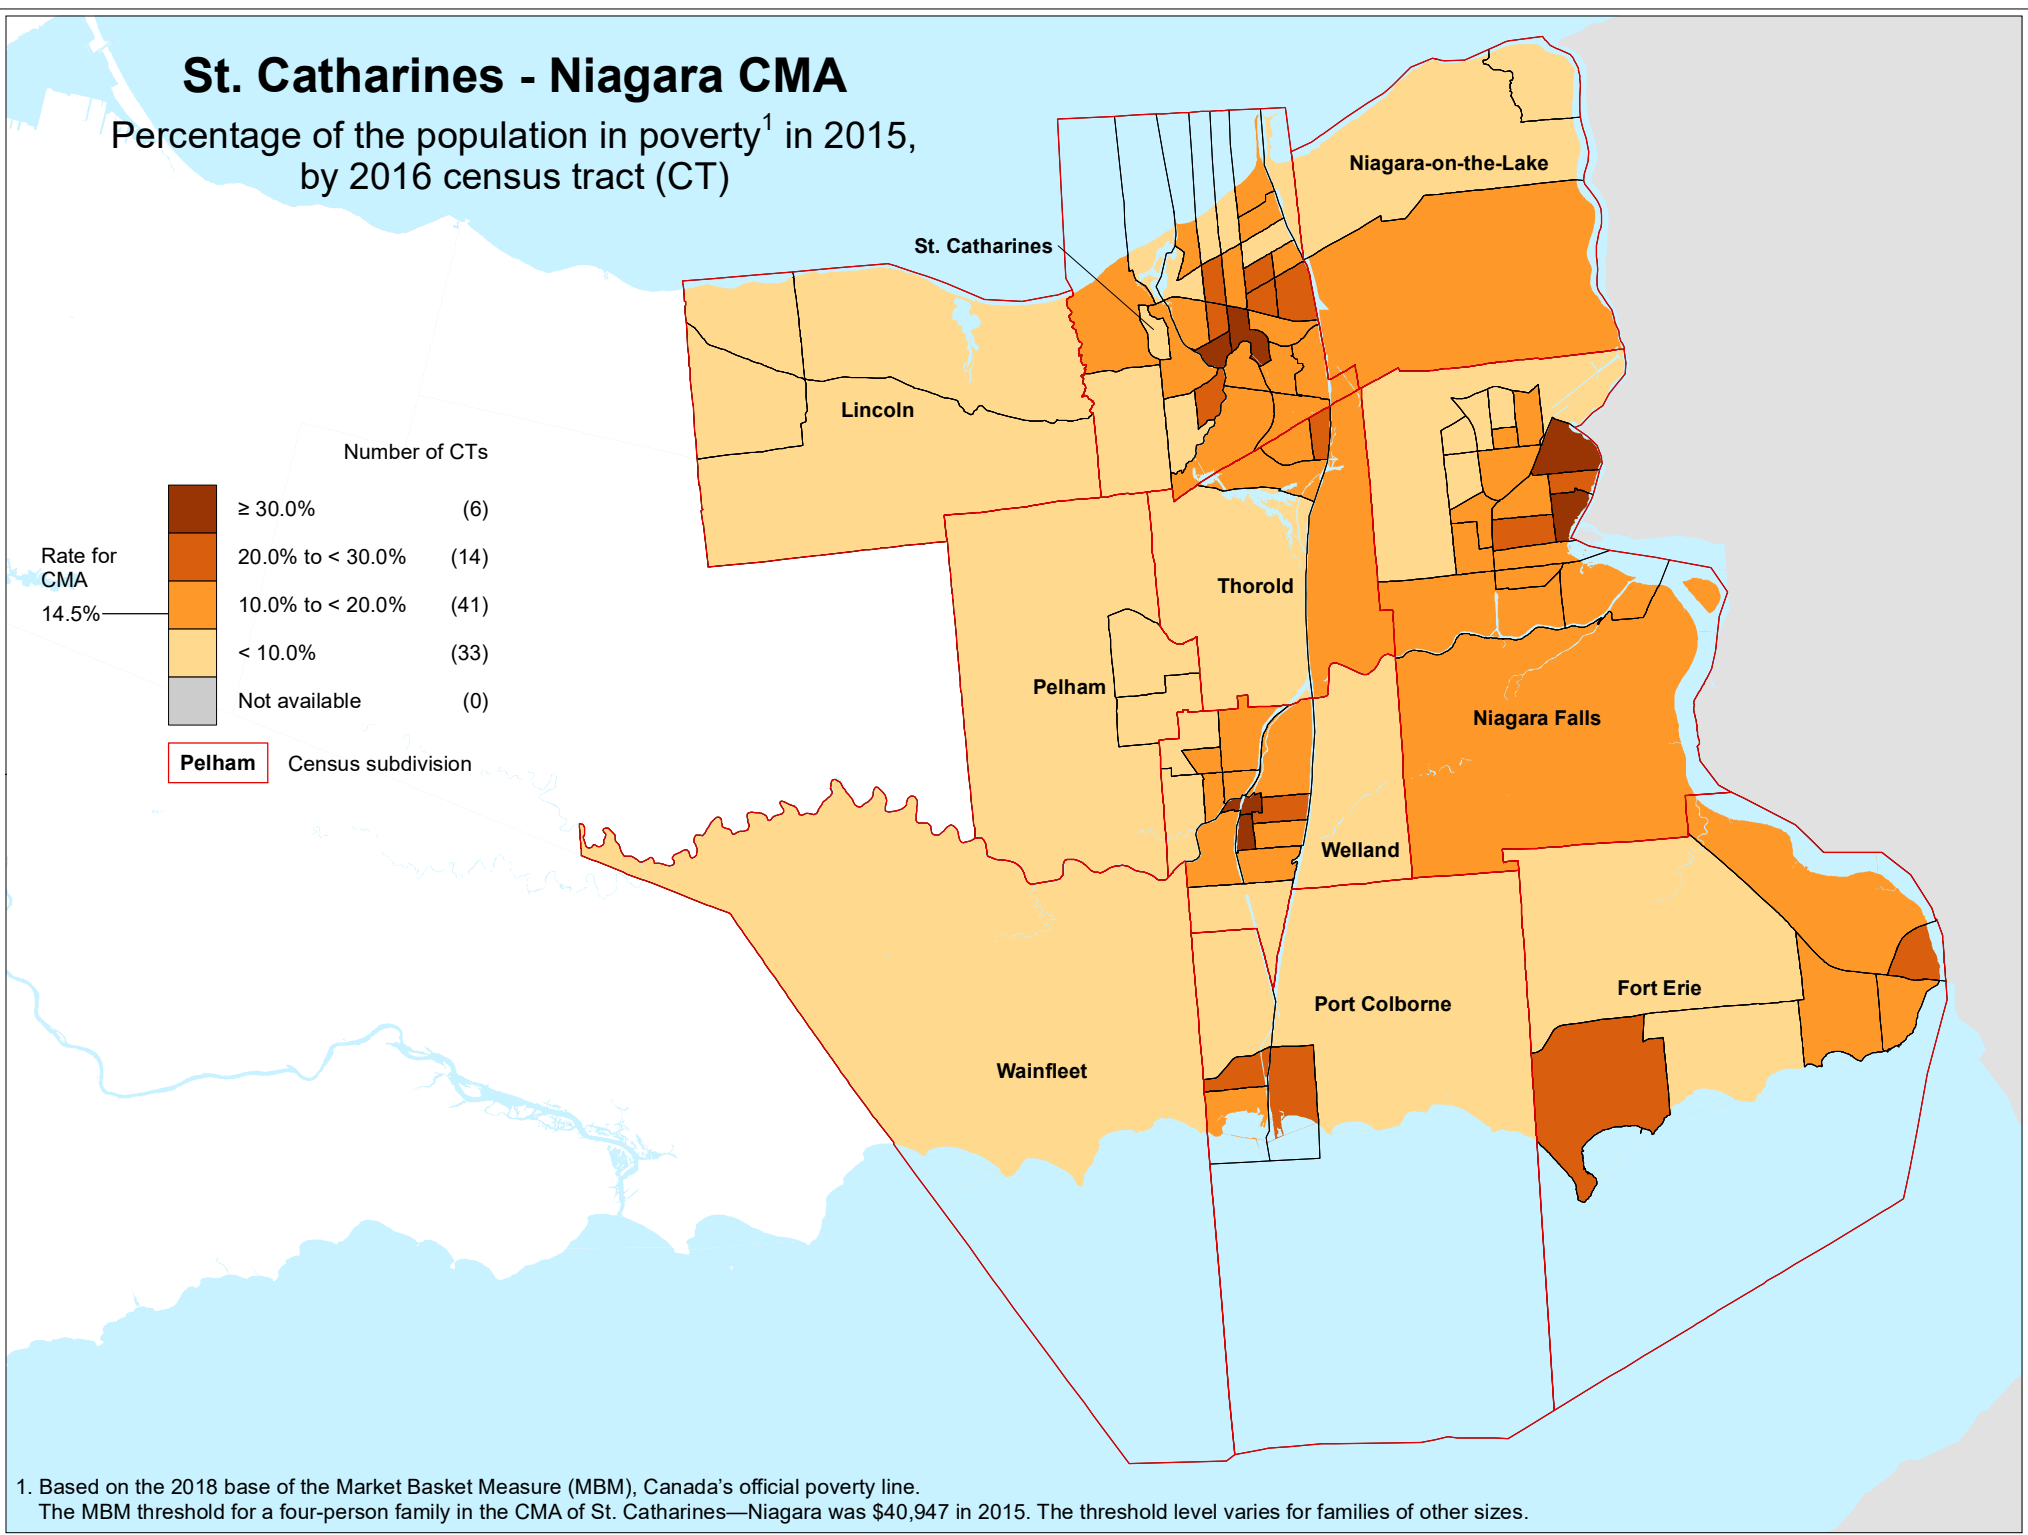 St. Catharines - Niagara CMA
Percentage of the population in poverty1 in 2015,
by 2016 census tract (CT)
Niagara-on-the-Lake
St. Catharines
Lincoln
Number of CTs
≥ 30.0% (6)
20.0% to < 30.0% (14)
10.0% to < 20.0% (41)
< 10.0% (33)
Not available (0)
Rate for
CMA
14.5%
Pelham Census subdivision
Thorold
Pelham
Niagara Falls
Welland
Fort Erie
Port Colborne
Wainfleet
1. Based on the 2018 base of the Market Basket Measure (MBM), Canada's official poverty line.
The MBM threshold for a four-person family in the CMA of St. Catharines—Niagara was $40,947 in 2015. The threshold level varies for families of other sizes.